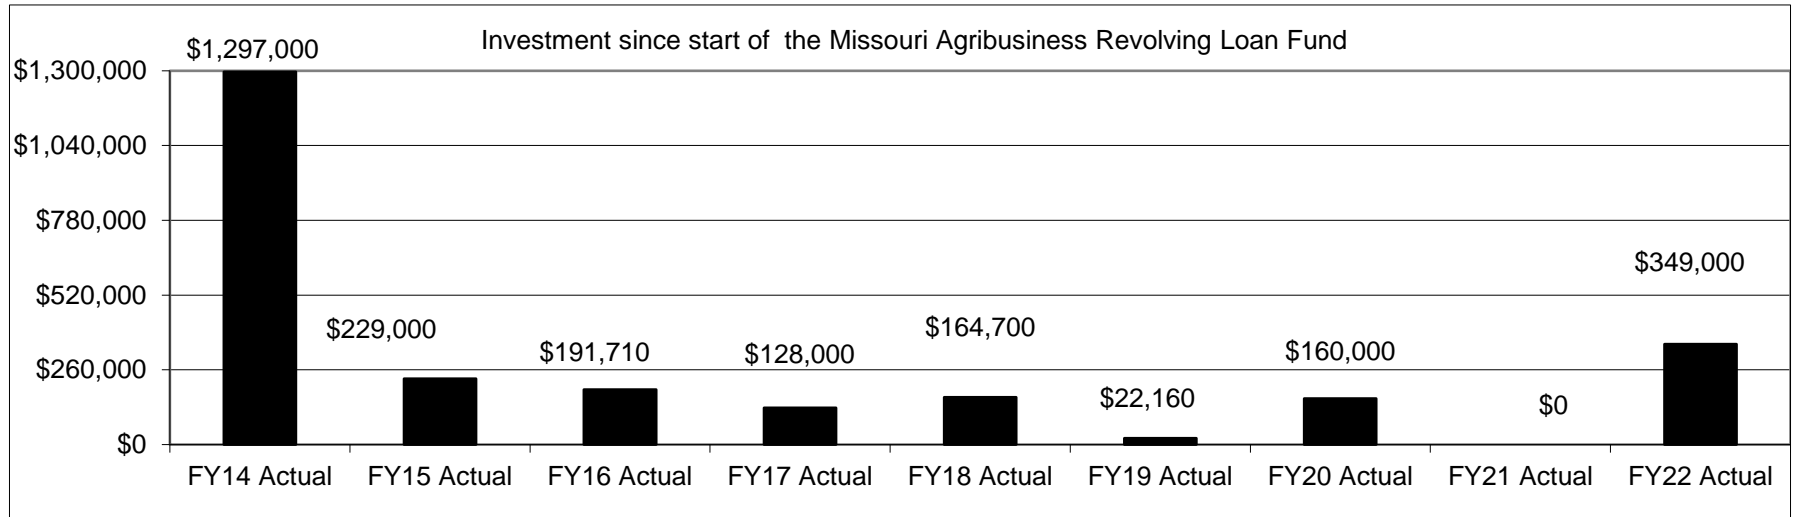 Investment since start of  the Missouri Agribusiness Revolving Loan Fund
$1,297,000
$1,300,000
$1,040,000
$780,000
$520,000
$260,000
$0
$229,000
$191,710
$128,000
$164,700
$22,160
$160,000
$0
$349,000
FY14 Actual
FY15 Actual
FY16 Actual
FY17 Actual
FY18 Actual
FY19 Actual
FY20 Actual
FY21 Actual
FY22 Actual